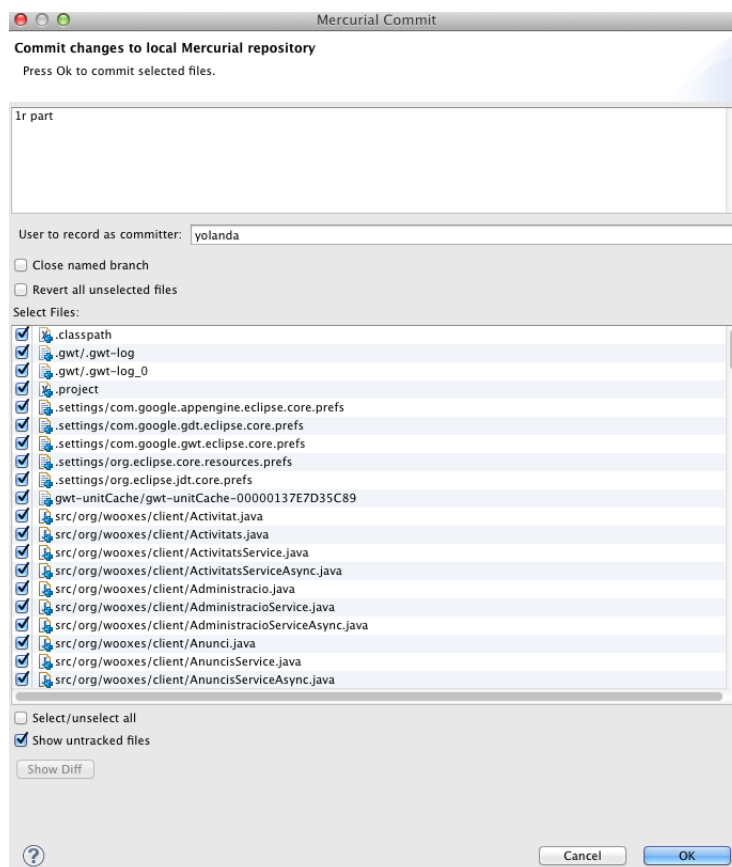 Mercurial Commit
Commit changes to local Mercurial repository
Press Ok to commit selected files.
1r part
User to record as committer: yolanda
Close named branch
Revert all unselected files
Select Files:
.classpath
.gwt/.gwt-log
.gwt/.gwt-log_0
.project
.settings/com.google.appengine.eclipse.core.prefs
.settings/com.google.gdt.eclipse.core.prefs
.settings/com.google.gwt.eclipse.core.prefs
.settings/org.eclipse.core.resources.prefs
.settings/org.eclipse.jdt.core.prefs
gwt-unitCache/gwt-unitCache-00000137E7D35C89
src/org/wooxes/client/Activitat.java
src/org/wooxes/client/Activitats.java
src/org/wooxes/client/ActivitatsService.java
src/org/wooxes/client/ActivitatsServiceAsync.java
src/org/wooxes/client/Administracio.java
src/org/wooxes/client/AdministracioService.java
src/org/wooxes/client/AdministracioServiceAsync.java
src/org/wooxes/client/Anunci.java
src/org/wooxes/client/AnuncisService.java
src/org/wooxes/client/AnuncisServiceAsync.java
Select/unselect all
Show untracked files
Show Diff
? Cancel OK